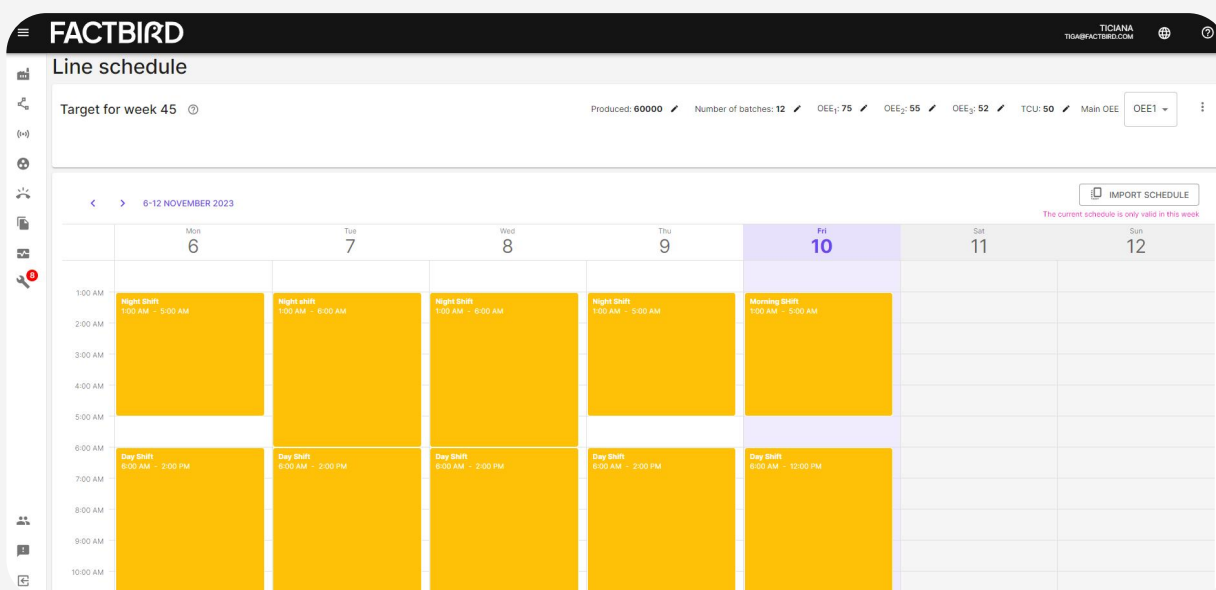 FACTBIRD
TICIANA
TIGA@FACTBIRD.COM
Line schedule
Target for week 45
Produced: 60000 Number of batches: 12 OEE₁: 75 OEE₂: 55 OEE₃: 52 TCU: 50 Main OEE OEE1
6-12 NOVEMBER 2023
IMPORT SCHEDULE
The current schedule is only valid in this week
Mon Tue Wed Thu Fri Sat Sun
6 7 8 9 10 11 12
8
1:00 AM
Night Shift Night shift Night Shift Night Shift Morning SHift
1:00 AM - 5:00 AM 1:00 AM - 6:00 AM 1:00 AM - 6:00 AM 1:00 AM - 5:00 AM 1:00 AM - 5:00 AM
2:00 AM
3:00 AM
4:00 AM
5:00 AM
6:00 AM
Day Shift Day Shift Day Shift Day Shift Day Shift
6:00 AM - 2:00 PM 6:00 AM - 2:00 PM 6:00 AM - 2:00 PM 6:00 AM - 2:00 PM 6:00 AM - 12:00 PM
7:00 AM
8:00 AM
9:00 AM
10:00 AM